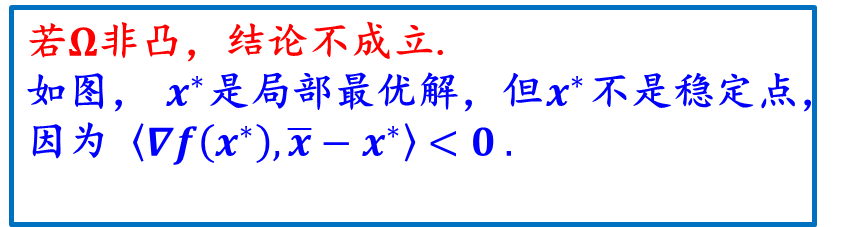 若Ω非凸，结论不成立.
如图， x*是局部最优解，但x*不是稳定点，
因为 ⟨∇f(x*), x̅ − x*⟩ < 0 .